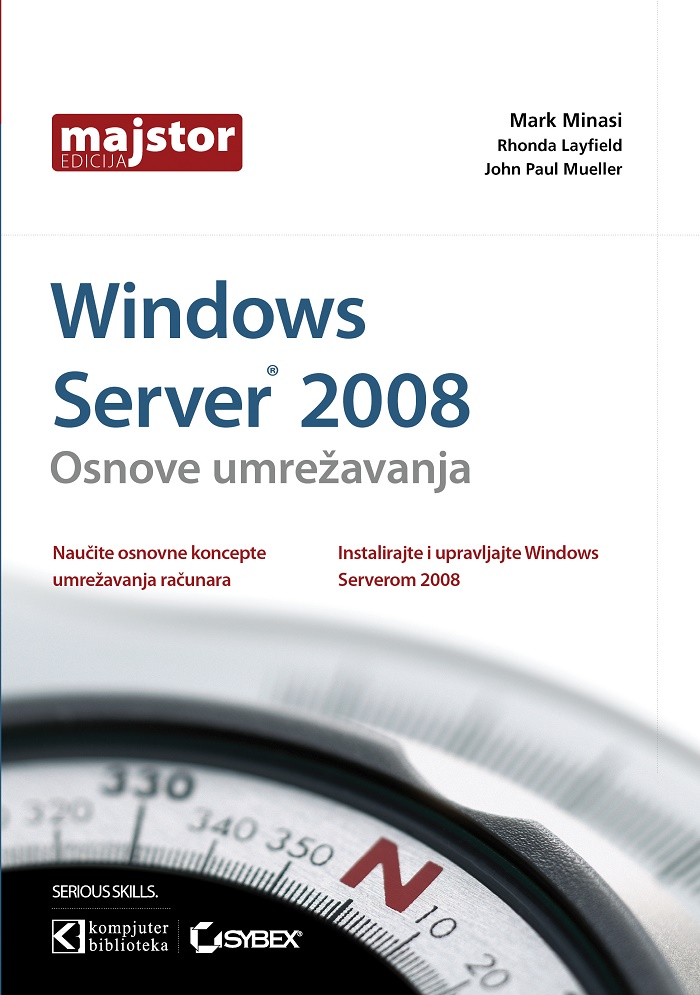 majstor
EDICIJA
Mark Minasi
Rhonda Layfield
John Paul Mueller
Windows
Server® 2008
Osnove umrežavanja
Naučite osnovne koncepte
umrežavanja računara
Instalirajte i upravljajte Windows
Serverom 2008
320
330
340
350
N
10
20
SERIOUS SKILLS.
kompjuter
biblioteka
SYBEX®